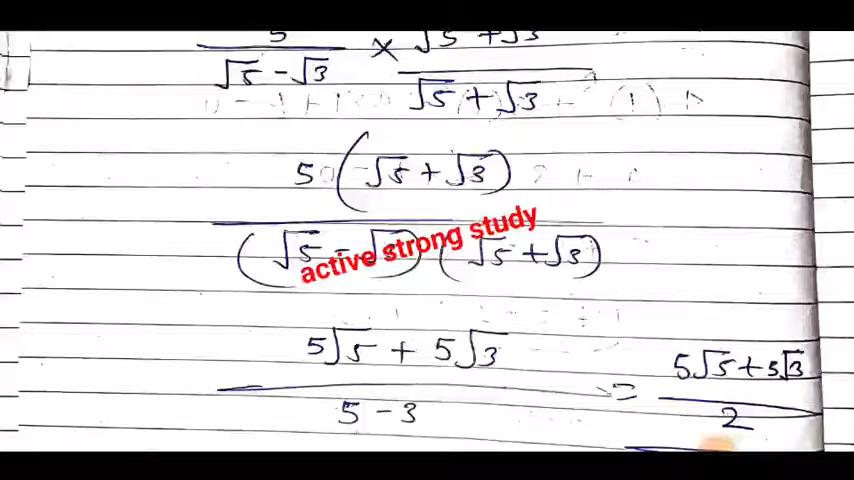 5 / (√5 - √3) × (√5 + √3) / (√5 + √3)
5 (√5 + √3) / (√5 - √3) (√5 + √3)
active strong study
(5√5 + 5√3) / (5 - 3) = (5√5 + 5√3) / 2